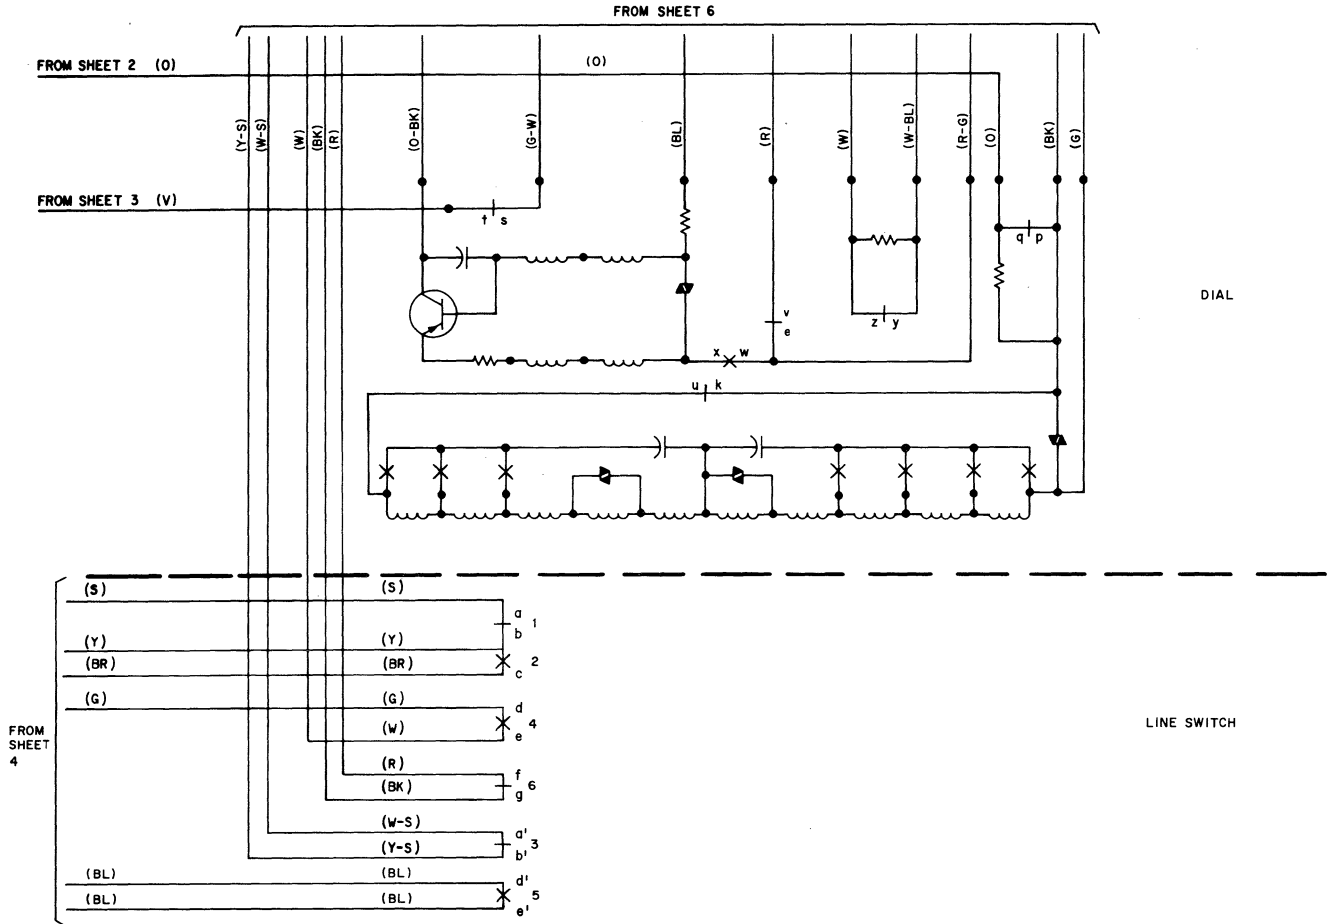 FROM SHEET 6
FROM SHEET 2 (O)
(O)
(Y-S)
(W-S)
(W)
(BK)
(R)
(O-BK)
(G-W)
(BL)
(R)
(W)
(W-BL)
(R-G)
(O)
(BK)
(G)
FROM SHEET 3 (V)
t s
q p
DIAL
v
e
z y
x w
u k
(S) (S)
a
b 1
(Y) (Y)
(BR) (BR)
2
c
(G) (G)
d
4
(W)
e
LINE SWITCH
FROM
SHEET
4
(R)
f
(BK)
6
g
(W-S)
a'
3
(Y-S)
b'
(BL) (BL)
d'
5
(BL) (BL)
e'